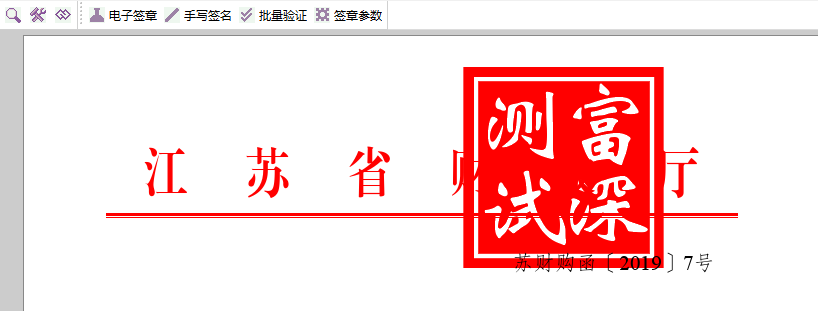 电子签章 手写签名 批量验证 签章参数
江苏省财 厅
富深
测试
苏财购函〔2019〕7号